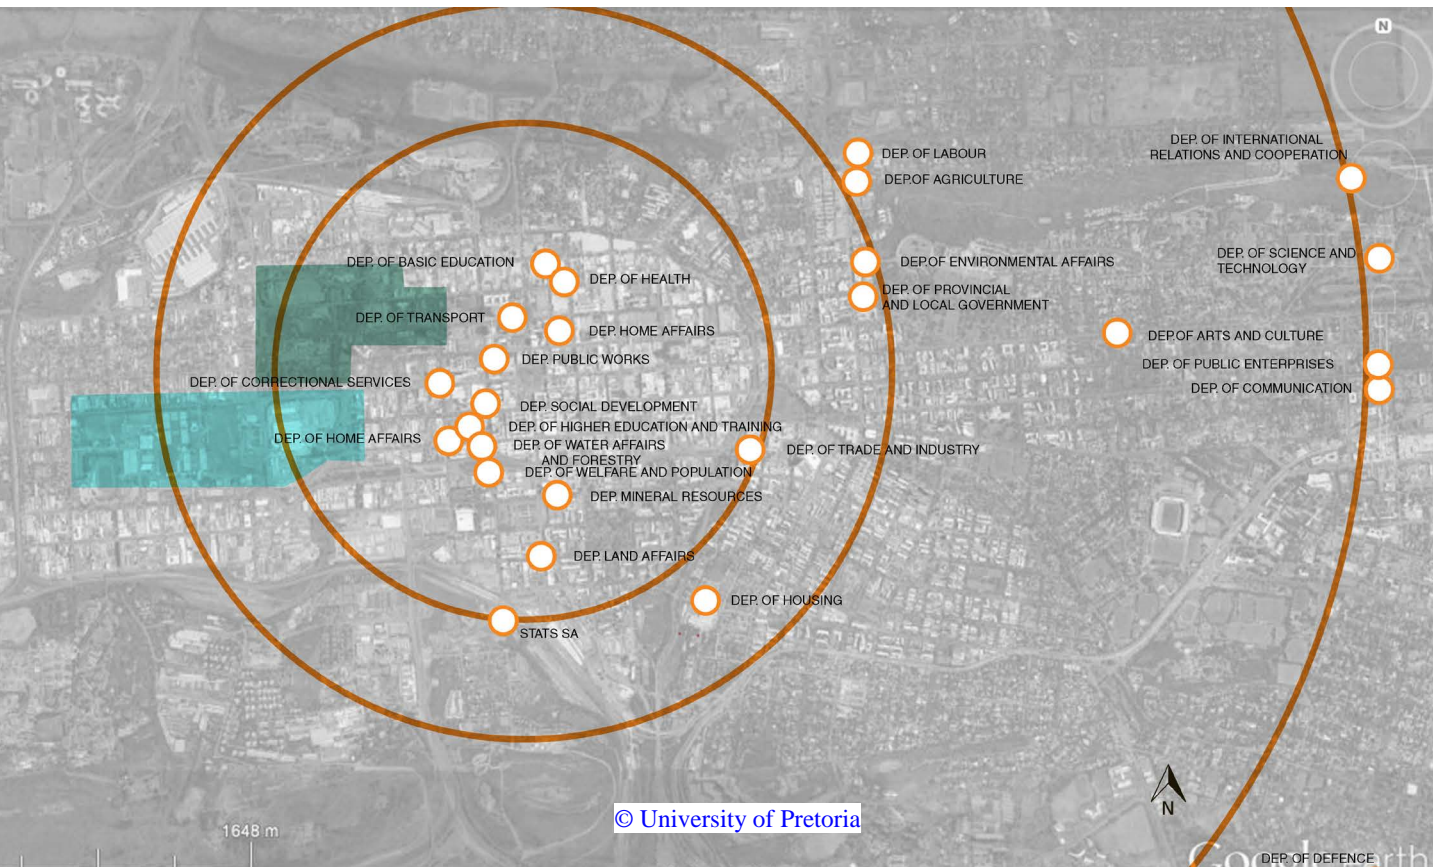 N
DEP. OF LABOUR
DEP.OF AGRICULTURE
DEP. OF INTERNATIONAL
RELATIONS AND COOPERATION
DEP. OF BASIC EDUCATION
DEP. OF HEALTH
DEP.OF ENVIRONMENTAL AFFAIRS
DEP. OF SCIENCE AND
TECHNOLOGY
DEP. OF PROVINCIAL
AND LOCAL GOVERNMENT
DEP. OF TRANSPORT
DEP. HOME AFFAIRS
DEP.OF ARTS AND CULTURE
DEP. PUBLIC WORKS
DEP. OF PUBLIC ENTERPRISES
DEP. OF CORRECTIONAL SERVICES
DEP. OF COMMUNICATION
DEP. SOCIAL DEVELOPMENT
DEP. OF HIGHER EDUCATION AND TRAINING
DEP. OF HOME AFFAIRS
DEP. OF WATER AFFAIRS
AND FORESTRY
DEP. OF TRADE AND INDUSTRY
DEP. OF WELFARE AND POPULATION
DEP. MINERAL RESOURCES
DEP. LAND AFFAIRS
DEP. OF HOUSING
STATS SA
N
© University of Pretoria
1648 m
DEP. OF DEFENCE